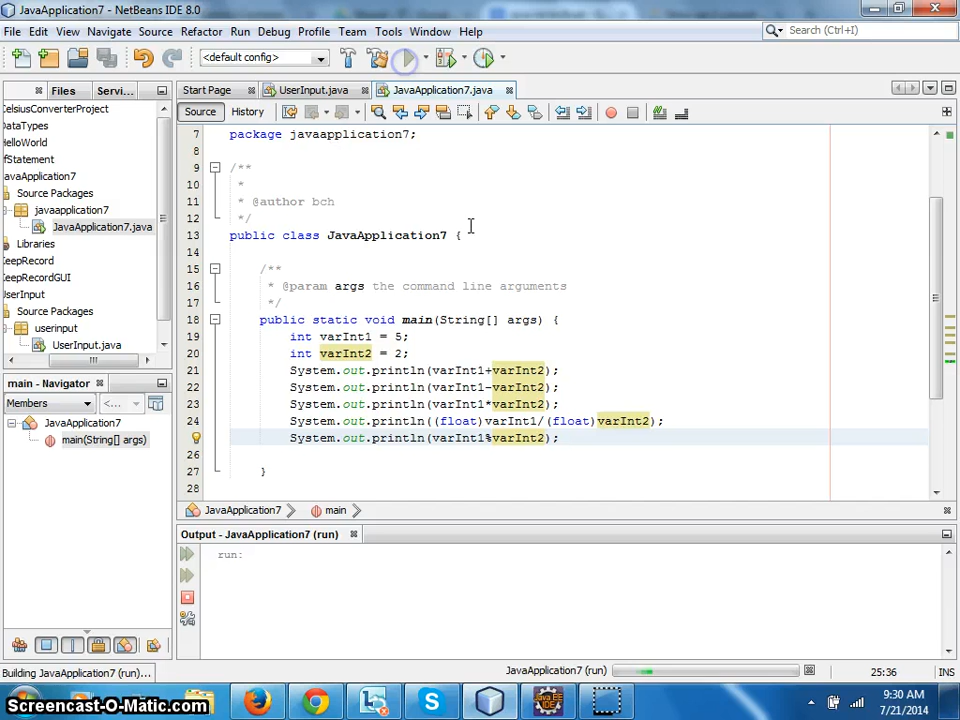 JavaApplication7 - NetBeans IDE 8.0
File Edit View Navigate Source Refactor Run Debug Profile Team Tools Window Help
Search (Ctrl+I)
<default config>
Files Servi...
Start Page UserInput.java JavaApplication7.java
Source History
CelsiusConverterProject
DataTypes
HelloWorld
fStatement
avaApplication7
Source Packages
javaapplication7
JavaApplication7.java
Libraries
KeepRecord
KeepRecordGUI
UserInput
Source Packages
userinput
UserInput.java
7 package javaapplication7;
8
9 /**
10 *
11 * @author bch
12 */
13 public class JavaApplication7 {
14
15 /**
16 * @param args the command line arguments
17 */
18 public static void main(String[] args) {
19 int varInt1 = 5;
20 int varInt2 = 2;
21 System.out.println(varInt1+varInt2);
22 System.out.println(varInt1-varInt2);
23 System.out.println(varInt1*varInt2);
24 System.out.println((float)varInt1/(float)varInt2);
System.out.println(varInt1%varInt2);
26
27 }
28
main - Navigator
Members <...>
JavaApplication7
main(String[] args)
JavaApplication7 main
Output - JavaApplication7 (run)
run:
Building JavaApplication7 (run)...
JavaApplication7 (run)
25:36 INS
Screencast-O-Matic.com
Java EE
IDE
9:30 AM
7/21/2014